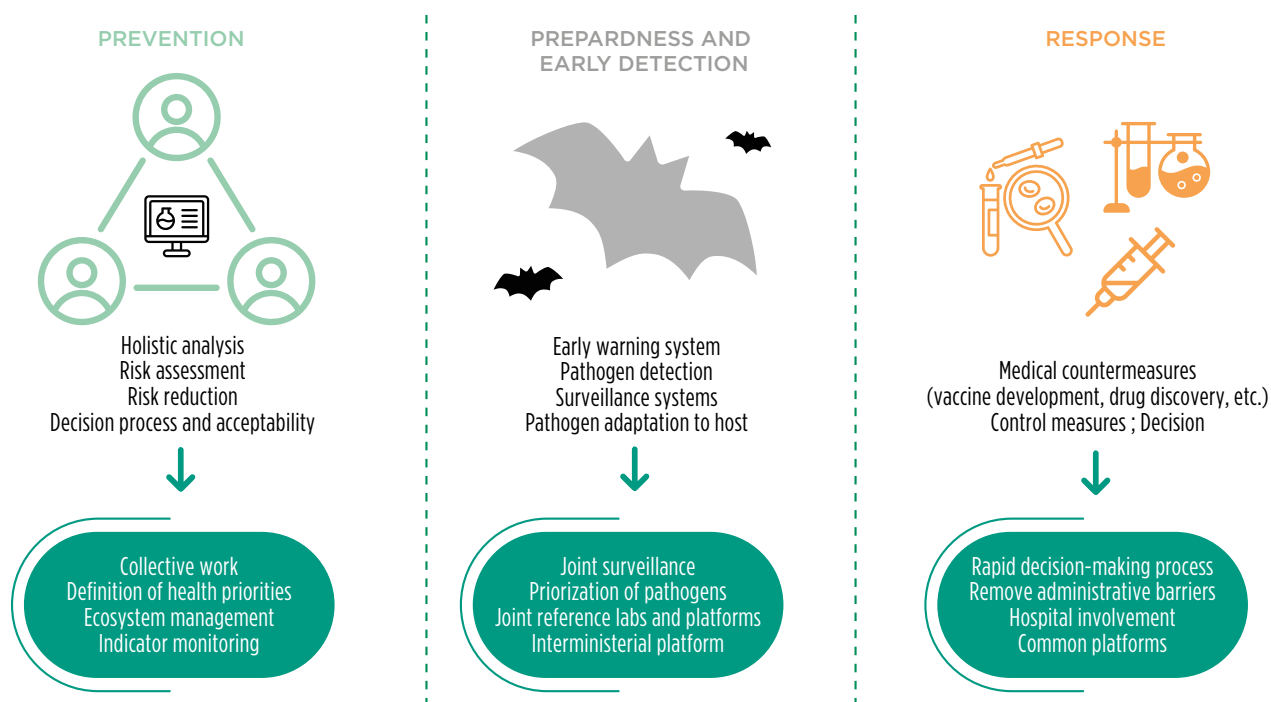 PREVENTION
Holistic analysis
Risk assessment
Risk reduction
Decision process and acceptability
Collective work
Definition of health priorities
Ecosystem management
Indicator monitoring
PREPARDNESS AND
EARLY DETECTION
Early warning system
Pathogen detection
Surveillance systems
Pathogen adaptation to host
Joint surveillance
Priorization of pathogens
Joint reference labs and platforms
Interministerial platform
RESPONSE
Medical countermeasures
(vaccine development, drug discovery, etc.)
Control measures ; Decision
Rapid decision-making process
Remove administrative barriers
Hospital involvement
Common platforms